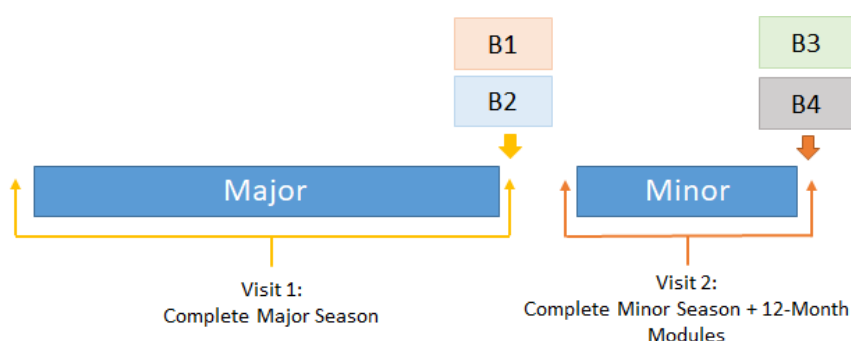 B1
B3
B2
B4
Major
Minor
Visit 1:
Complete Major Season
Visit 2:
Complete Minor Season + 12-Month
Modules